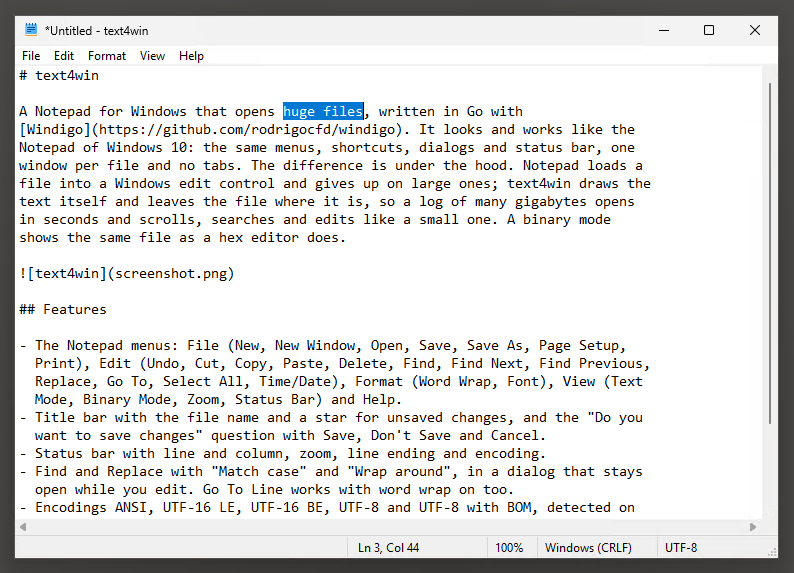 *Untitled - text4win
File Edit Format View Help
# text4win

A Notepad for Windows that opens huge files, written in Go with
[Windigo](https://github.com/rodrigocfd/windigo). It looks and works like the
Notepad of Windows 10: the same menus, shortcuts, dialogs and status bar, one
window per file and no tabs. The difference is under the hood. Notepad loads a
file into a Windows edit control and gives up on large ones; text4win draws the
text itself and leaves the file where it is, so a log of many gigabytes opens
in seconds and scrolls, searches and edits like a small one. A binary mode
shows the same file as a hex editor does.

![text4win](screenshot.png)

## Features

- The Notepad menus: File (New, New Window, Open, Save, Save As, Page Setup,
  Print), Edit (Undo, Cut, Copy, Paste, Delete, Find, Find Next, Find Previous,
  Replace, Go To, Select All, Time/Date), Format (Word Wrap, Font), View (Text
  Mode, Binary Mode, Zoom, Status Bar) and Help.
- Title bar with the file name and a star for unsaved changes, and the "Do you
  want to save changes" question with Save, Don't Save and Cancel.
- Status bar with line and column, zoom, line ending and encoding.
- Find and Replace with "Match case" and "Wrap around", in a dialog that stays
  open while you edit. Go To Line works with word wrap on too.
- Encodings ANSI, UTF-16 LE, UTF-16 BE, UTF-8 and UTF-8 with BOM, detected on
Ln 3, Col 44 100% Windows (CRLF) UTF-8